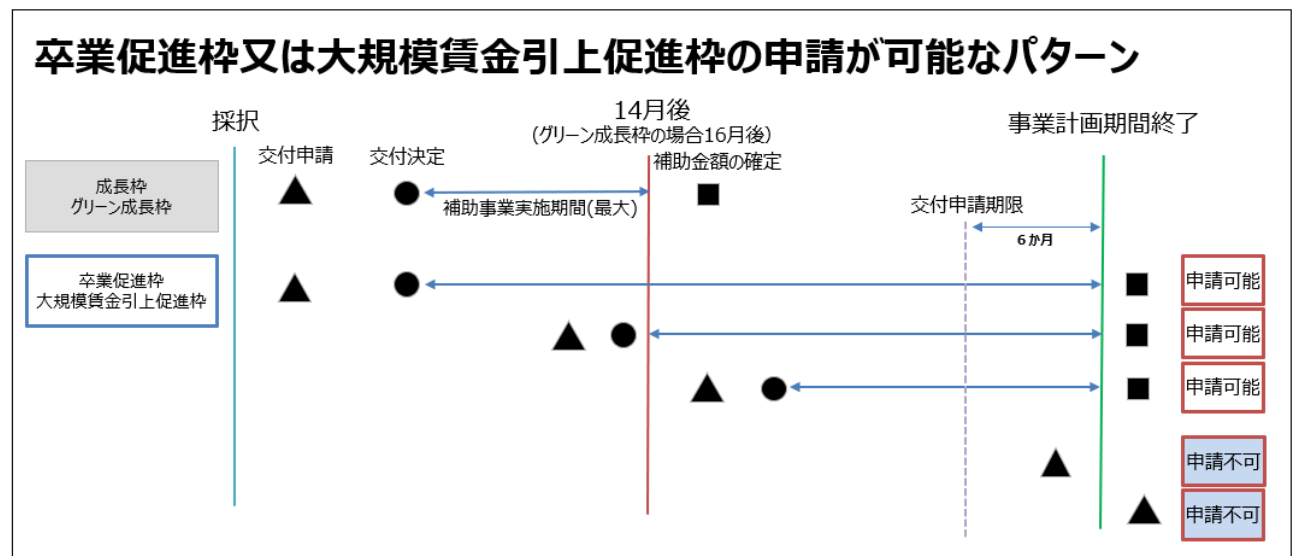 卒業促進枠又は大規模賃金引上促進枠の申請が可能なパターン
採択
14月後
(グリーン成長枠の場合16月後)
事業計画期間終了
交付申請
交付決定
補助金額の確定
成長枠
グリーン成長枠
補助事業実施期間(最大)
交付申請期限
6か月
卒業促進枠
大規模賃金引上促進枠
申請可能
申請可能
申請可能
申請不可
申請不可